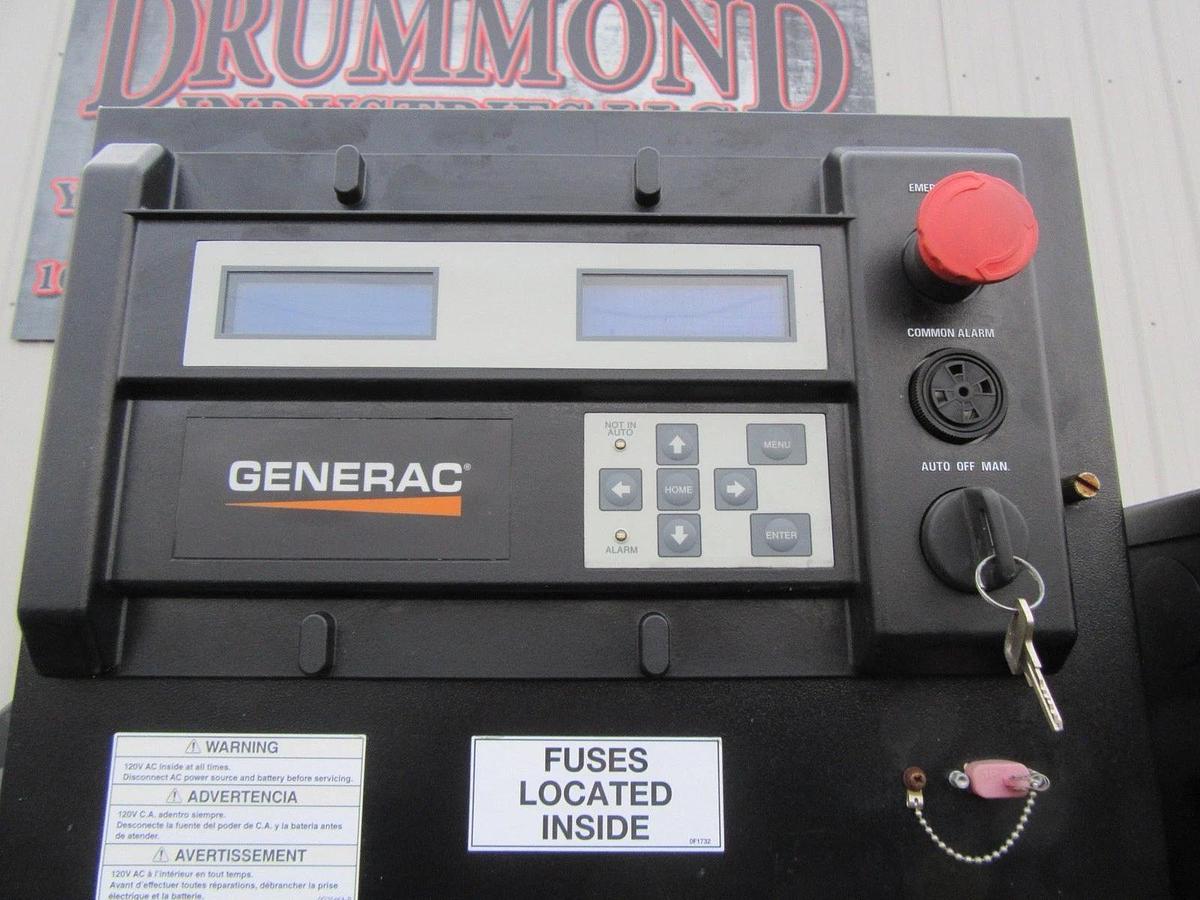 DRUMMOND
INDUSTRIES LLC
COMMON ALARM
AUTO OFF MAN.
GENERAC®
NOT IN
AUTO
MENU
HOME
ENTER
ALARM
WARNING
120V AC Inside at all times.
Disconnect AC power source and battery before servicing.
ADVERTENCIA
120V C.A. adentro siempre.
Desconecte la fuente del poder de C.A. y la bateria antes
de atender.
AVERTISSEMENT
120V AC à l'intérieur en tout temps.
Avant d'effectuer toutes réparations, débrancher la prise
électrique et la batterie.
FUSES
LOCATED
INSIDE
0F1732